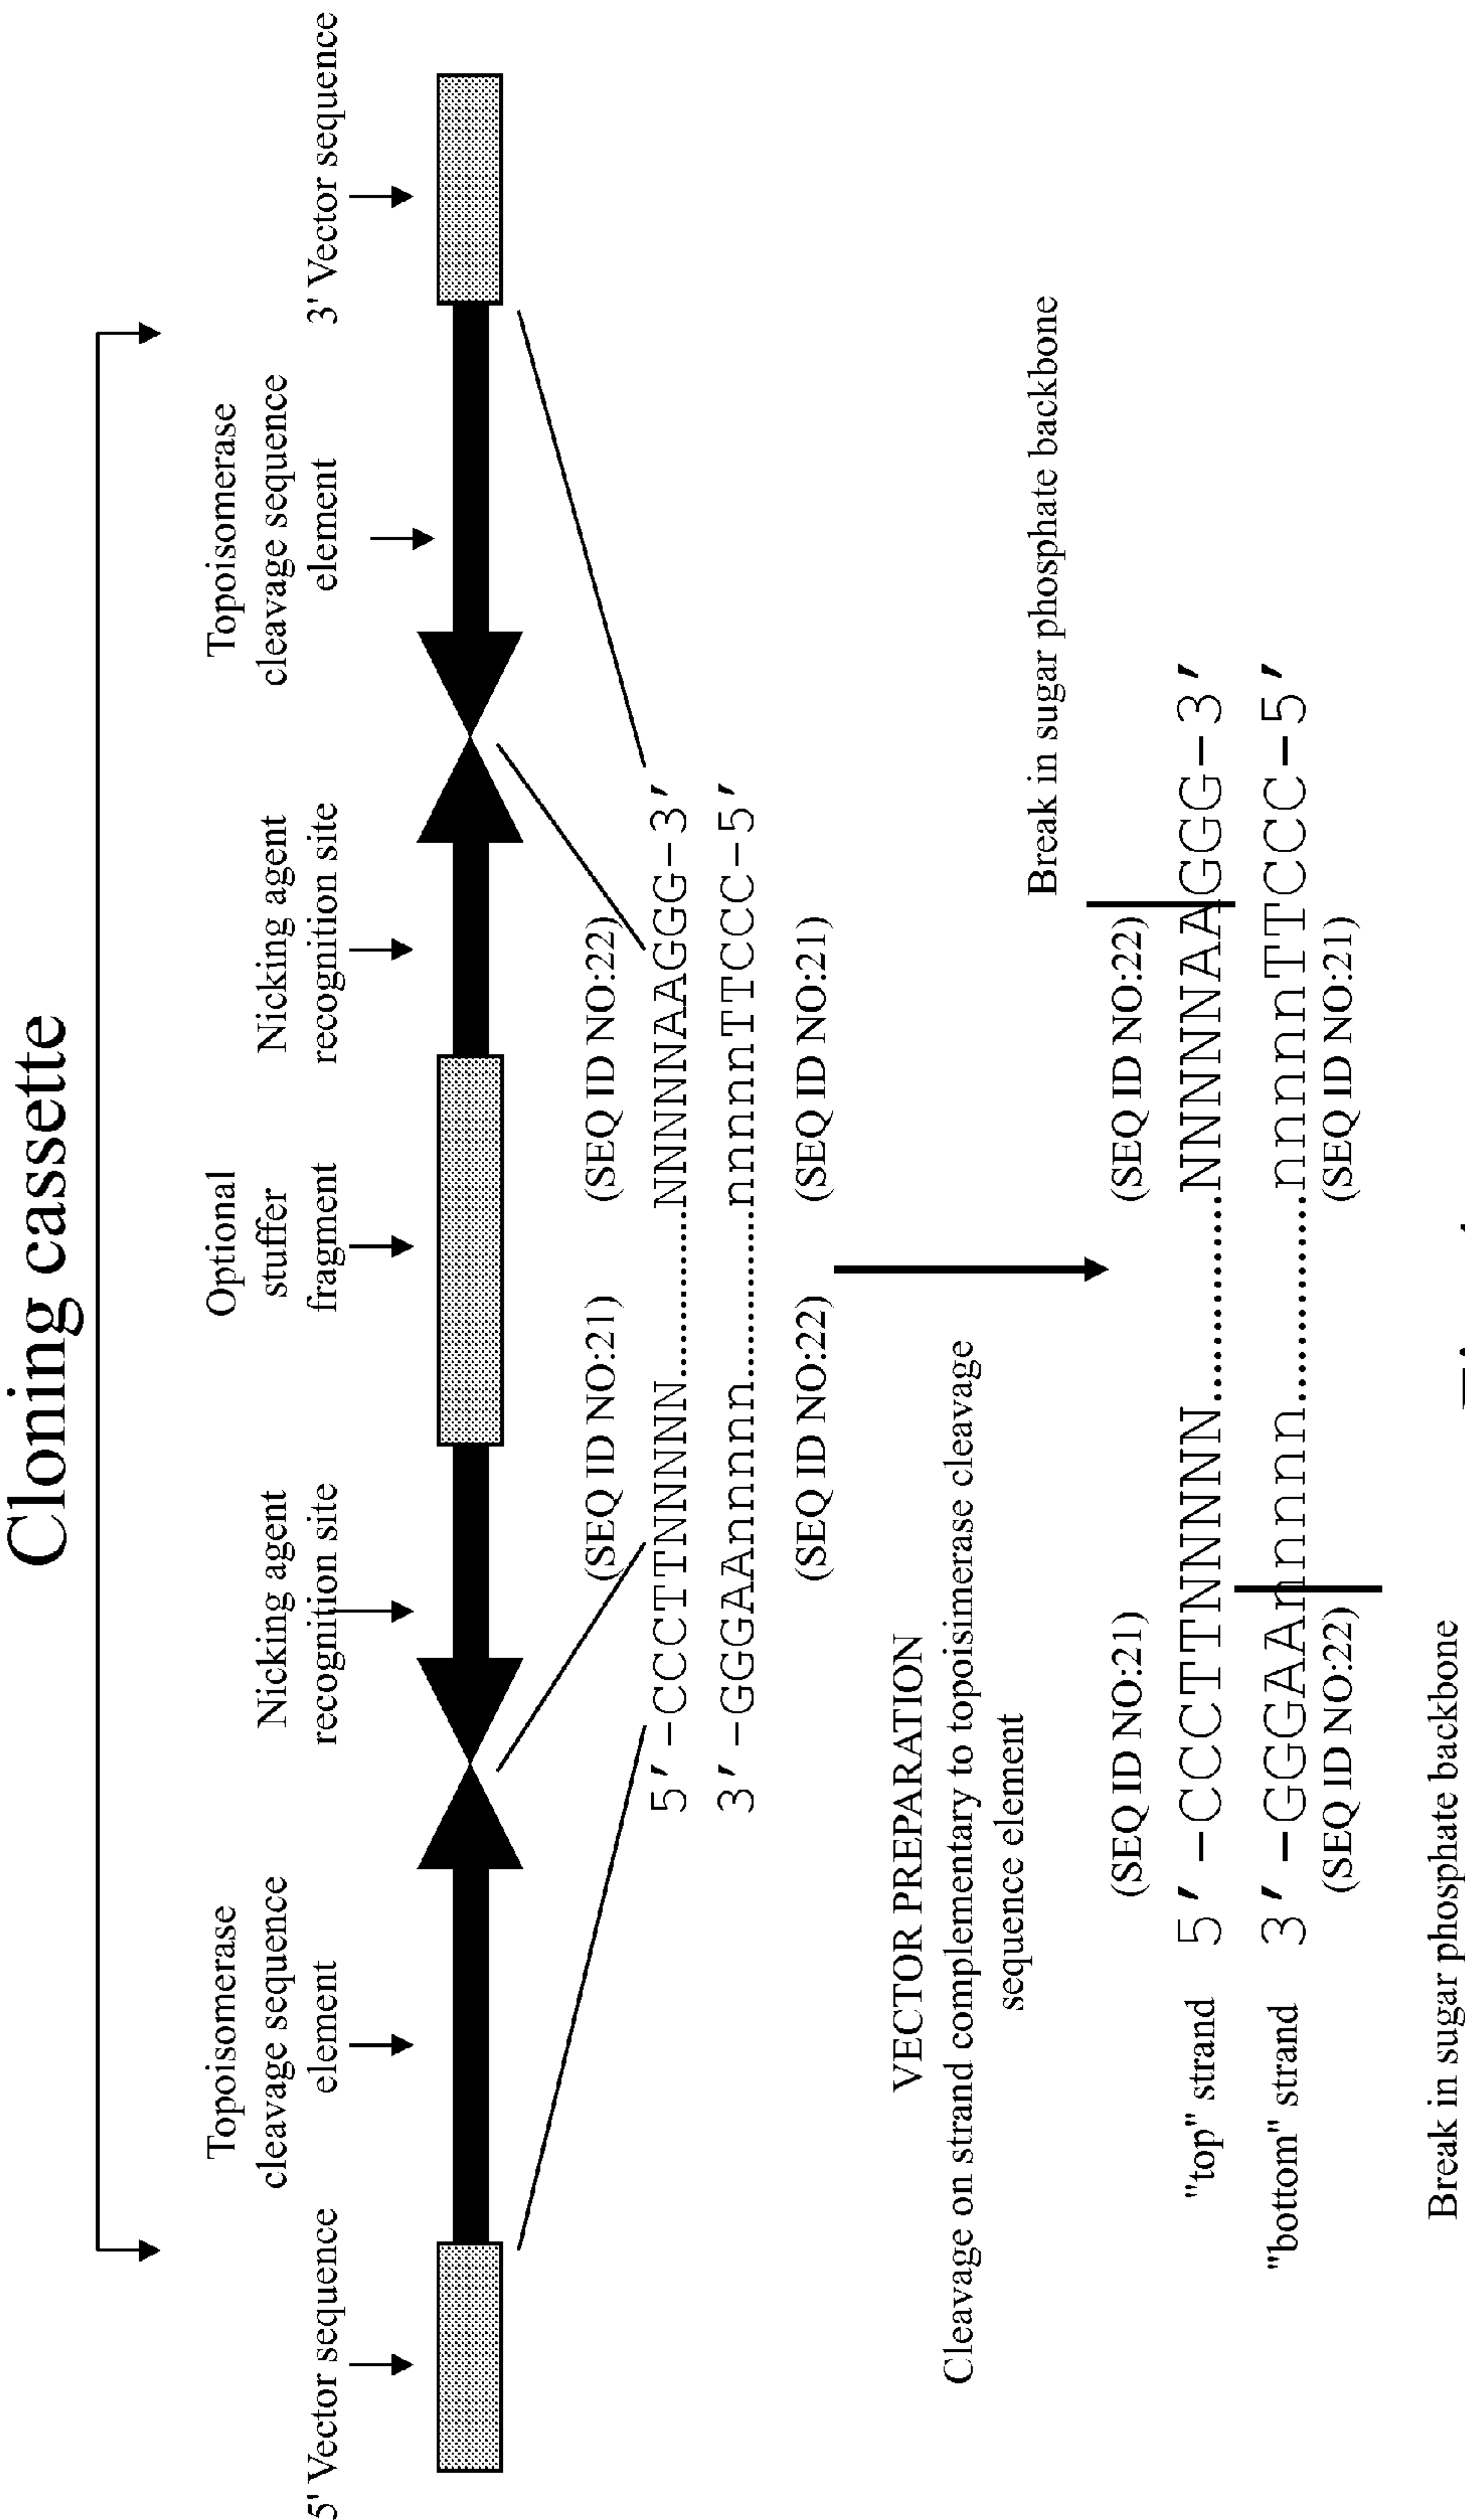 Cloning cassette
5' Vector sequence
Topoisomerase
cleavage sequence
element
Nicking agent
recognition site
Optional
stuffer
fragment
Nicking agent
recognition site
Topoisomerase
cleavage sequence
element
3' Vector sequence
(SEQ ID NO:21) (SEQ ID NO:22)
5'-CCCTTNNNNN............NNNNNAAGGG-3'
3'-GGGAAnnnnn............nnnnnTTCCC-5'
(SEQ ID NO:22) (SEQ ID NO:21)
VECTOR PREPARATION
Cleavage on strand complementary to topoisimerase cleavage
sequence element
Break in sugar phosphate backbone
(SEQ ID NO:21) (SEQ ID NO:22)
"top" strand 5'-CCCTTNNNNN............NNNNNAAGGG-3'
"bottom" strand 3'-GGGAAnnnnn............nnnnnTTCCC-5'
(SEQ ID NO:22) (SEQ ID NO:21)
Break in sugar phosphate backbone